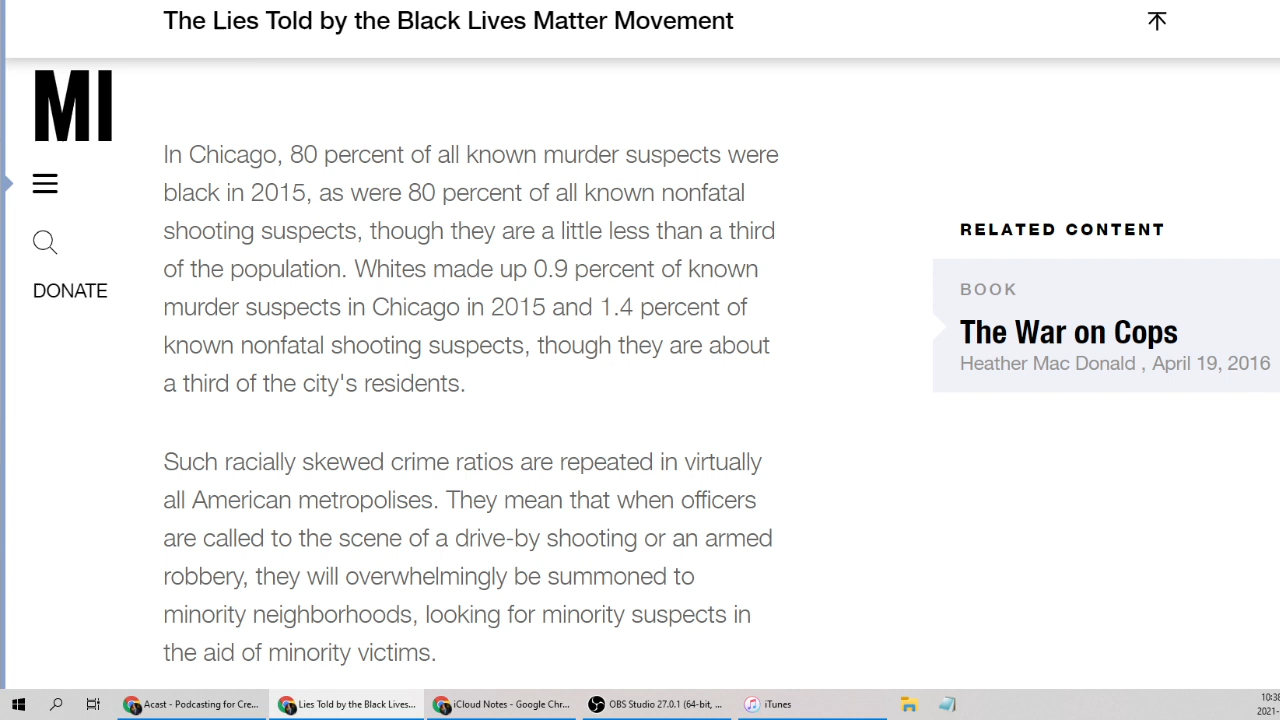 The Lies Told by the Black Lives Matter Movement
MI
DONATE
In Chicago, 80 percent of all known murder suspects were
black in 2015, as were 80 percent of all known nonfatal
shooting suspects, though they are a little less than a third
of the population. Whites made up 0.9 percent of known
murder suspects in Chicago in 2015 and 1.4 percent of
known nonfatal shooting suspects, though they are about
a third of the city's residents.
Such racially skewed crime ratios are repeated in virtually
all American metropolises. They mean that when officers
are called to the scene of a drive-by shooting or an armed
robbery, they will overwhelmingly be summoned to
minority neighborhoods, looking for minority suspects in
the aid of minority victims.
RELATED CONTENT
BOOK
The War on Cops
Heather Mac Donald , April 19, 2016
Acast - Podcasting for Cre...
Lies Told by the Black Lives...
iCloud Notes - Google Chr...
OBS Studio 27.0.1 (64-bit, ...
iTunes
10:38
2021-